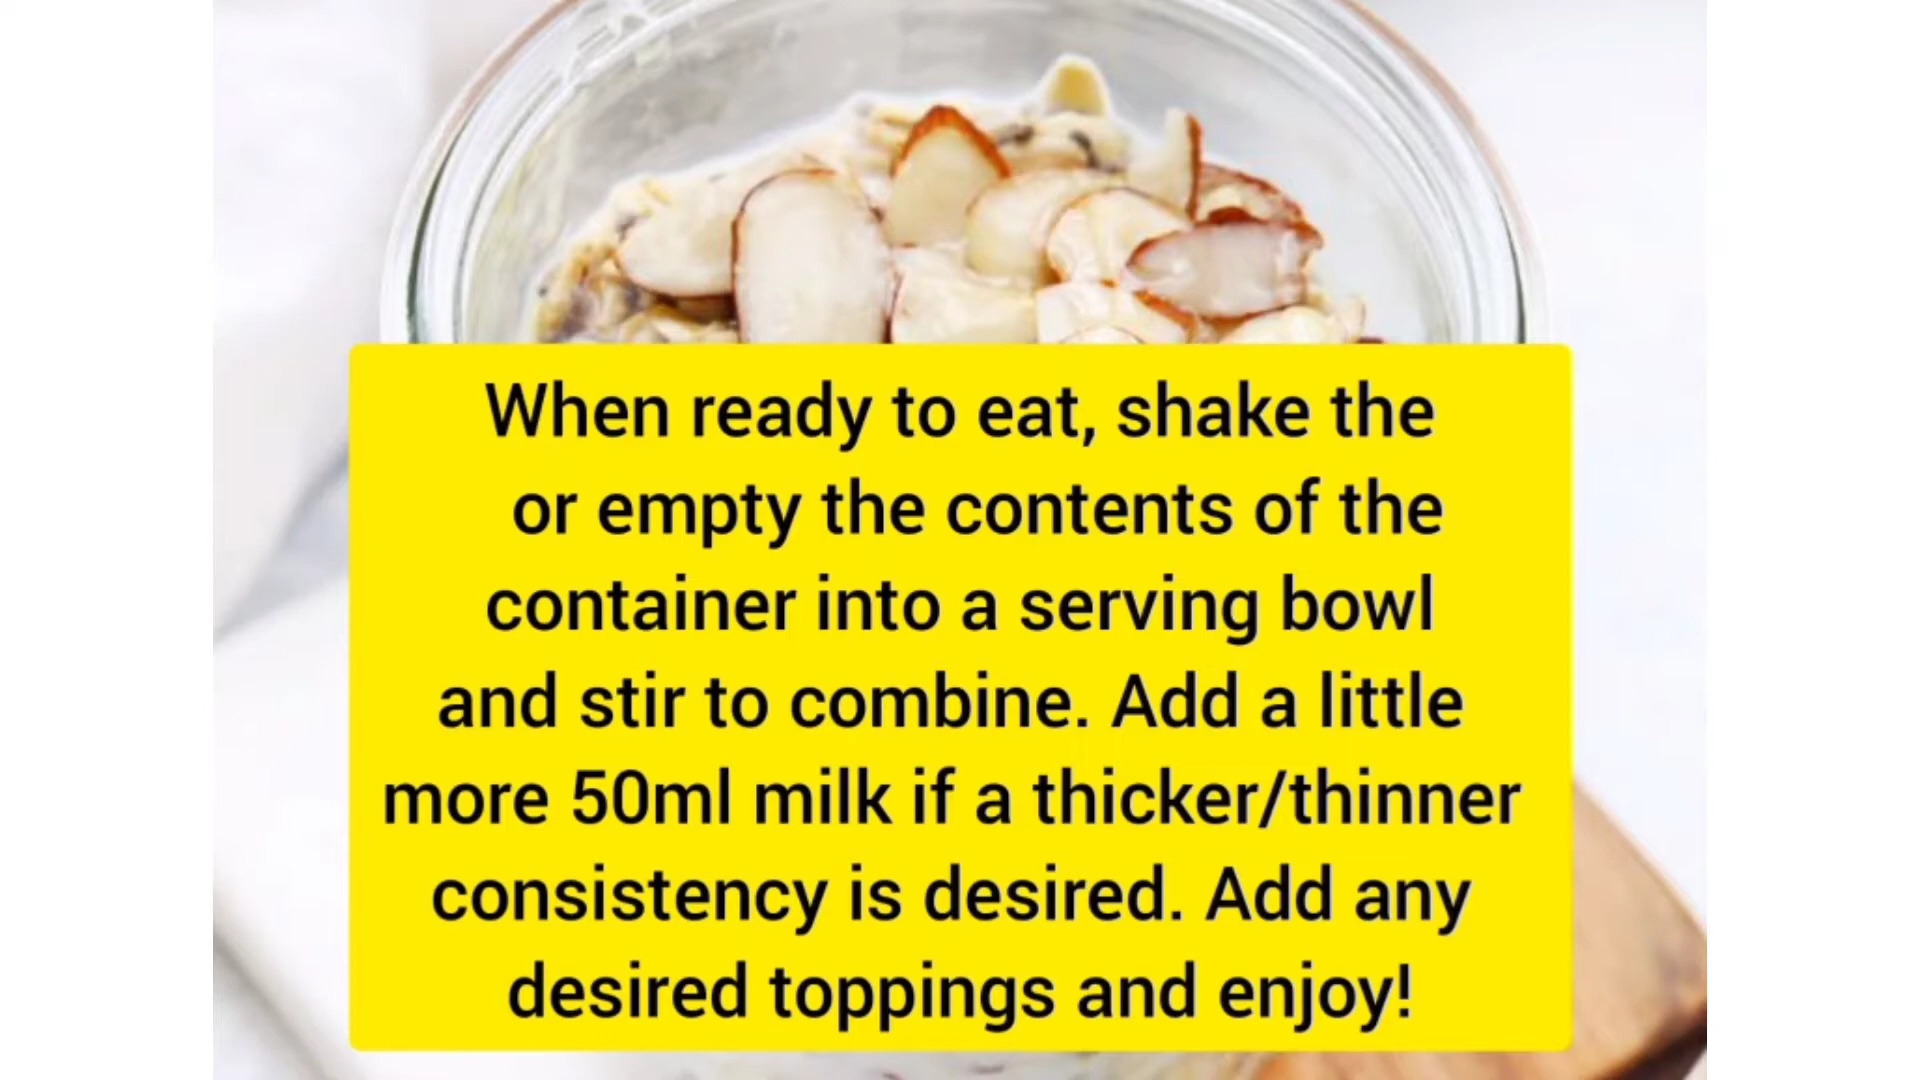 When ready to eat, shake the
or empty the contents of the
container into a serving bowl
and stir to combine. Add a little
more 50ml milk if a thicker/thinner
consistency is desired. Add any
desired toppings and enjoy!